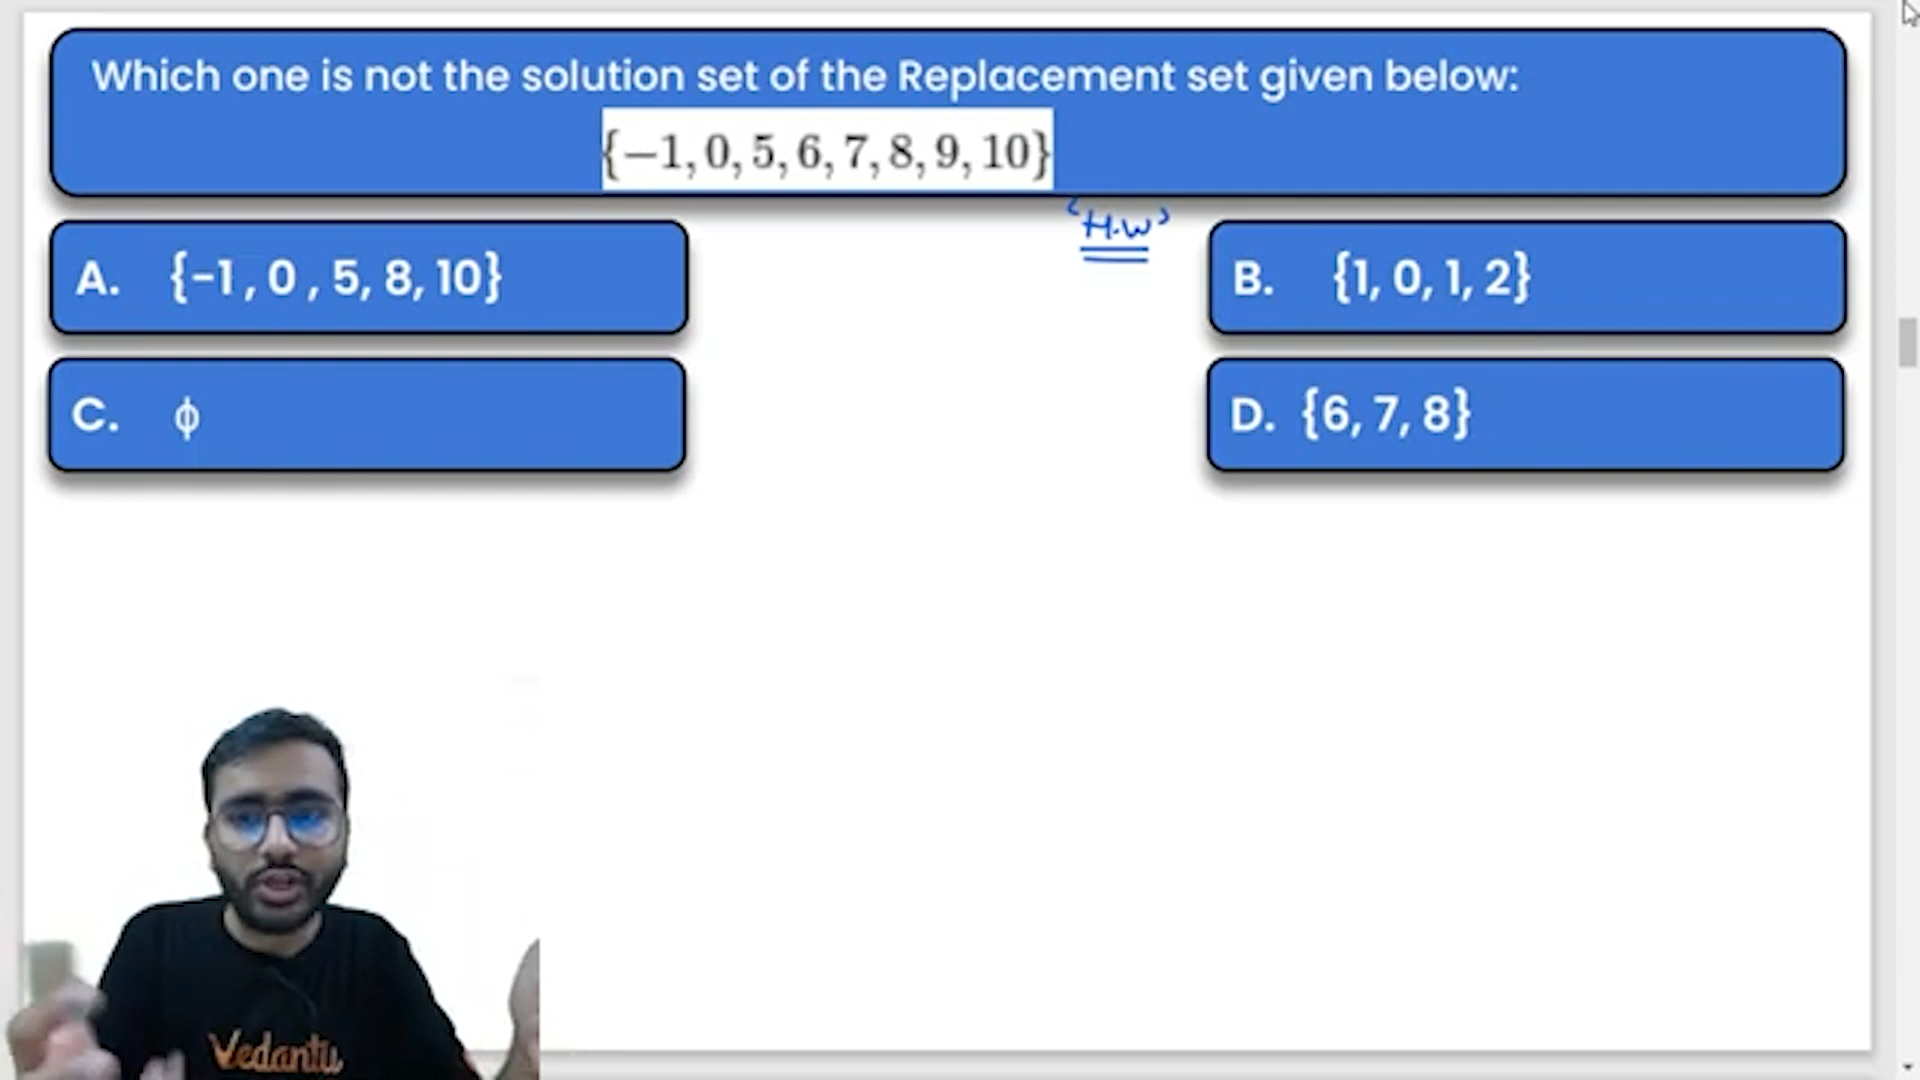 Which one is not the solution set of the Replacement set given below:
{−1, 0, 5, 6, 7, 8, 9, 10}
'H.W'
A. {-1 , 0 , 5, 8, 10}
B. {1, 0, 1, 2}
C. ϕ
D. {6, 7, 8}
Vedantu